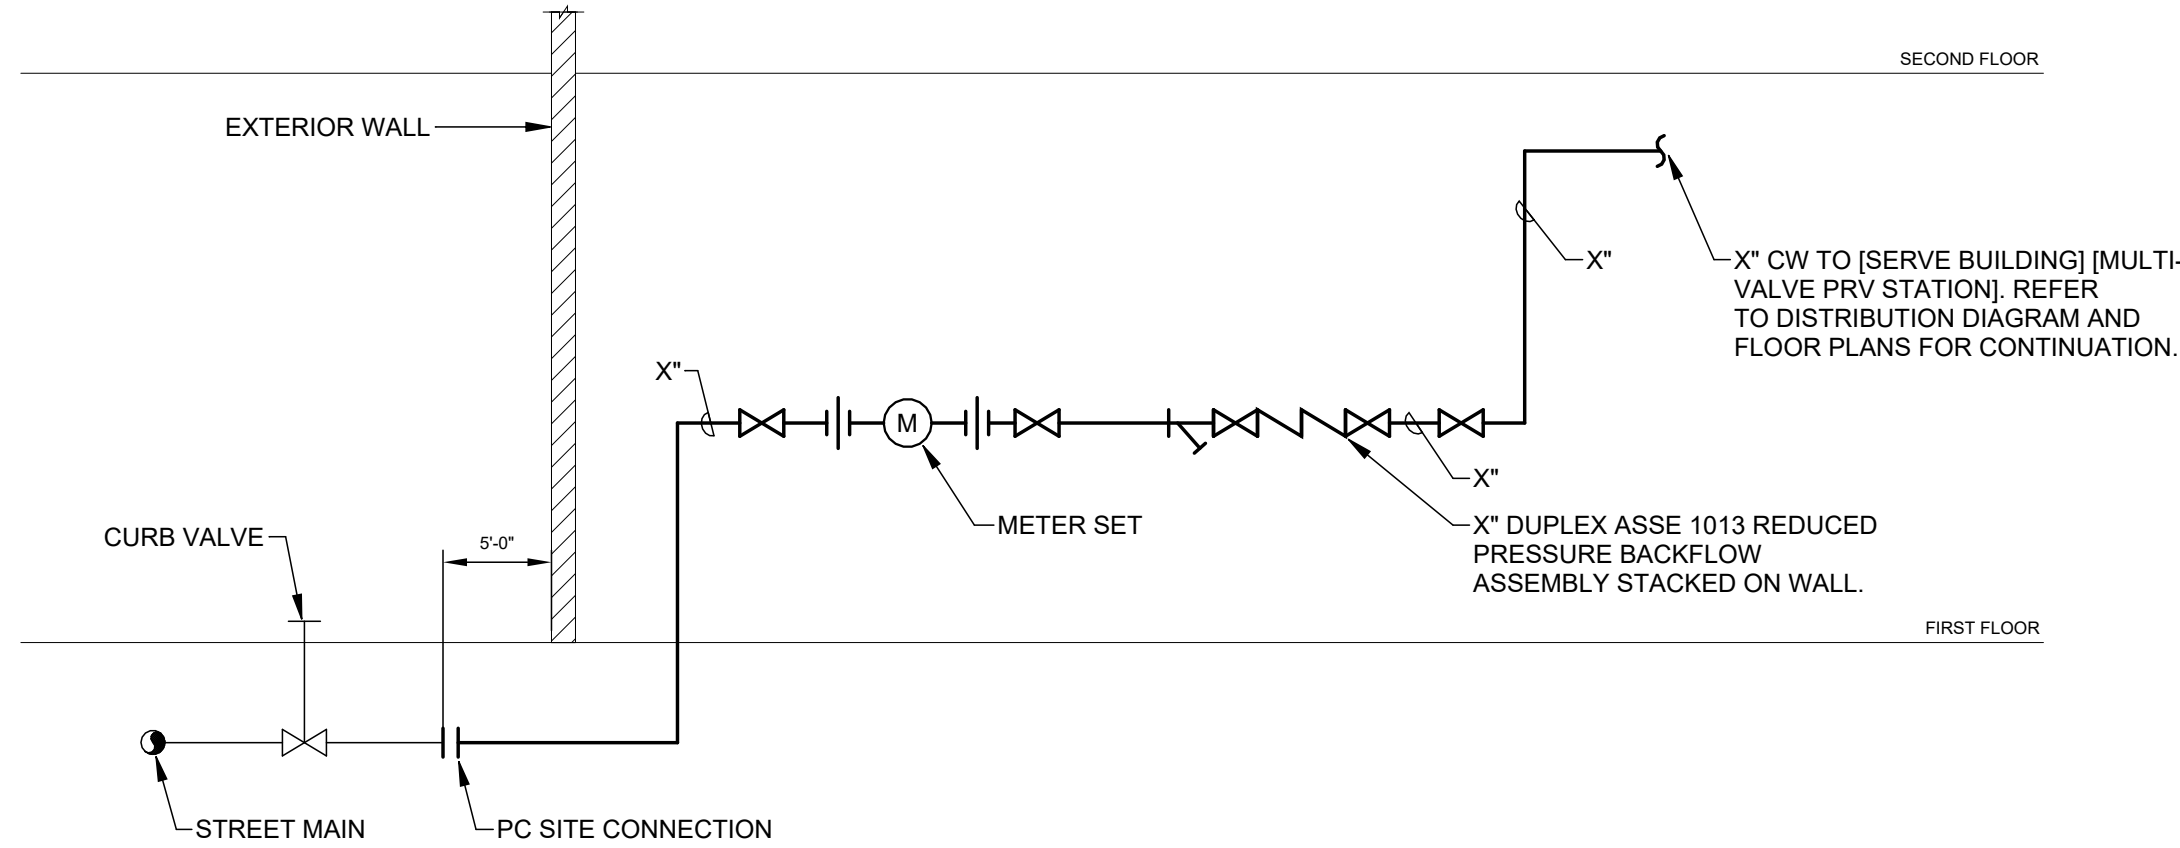 SECOND FLOOR
EXTERIOR WALL
X"
X" CW TO [SERVE BUILDING] [MULTI-
VALVE PRV STATION]. REFER
TO DISTRIBUTION DIAGRAM AND
FLOOR PLANS FOR CONTINUATION.
X"
M
X"
METER SET
X" DUPLEX ASSE 1013 REDUCED
PRESSURE BACKFLOW
ASSEMBLY STACKED ON WALL.
CURB VALVE
5'-0"
FIRST FLOOR
STREET MAIN
PC SITE CONNECTION